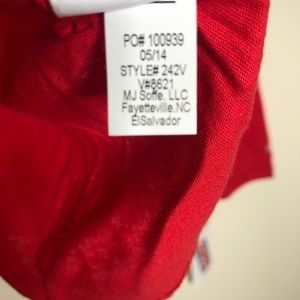 PO# 100939
05/14
STYLE# 242V
V#8621
MJ Soffe, LLC
Fayetteville.NC
ElSalvador